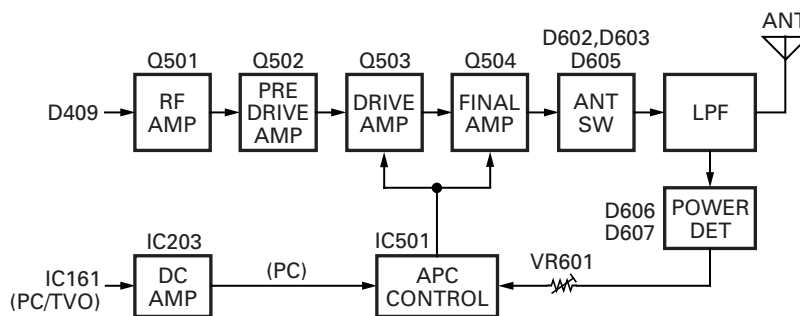 ANT
D602,D603
Q501
Q502
Q503
Q504
D605
D409
RF
AMP
PRE
DRIVE
AMP
DRIVE
AMP
FINAL
AMP
ANT
SW
LPF
D606
D607
POWER
DET
IC203
IC501
VR601
IC161
(PC/TVO)
DC
AMP
(PC)
APC
CONTROL